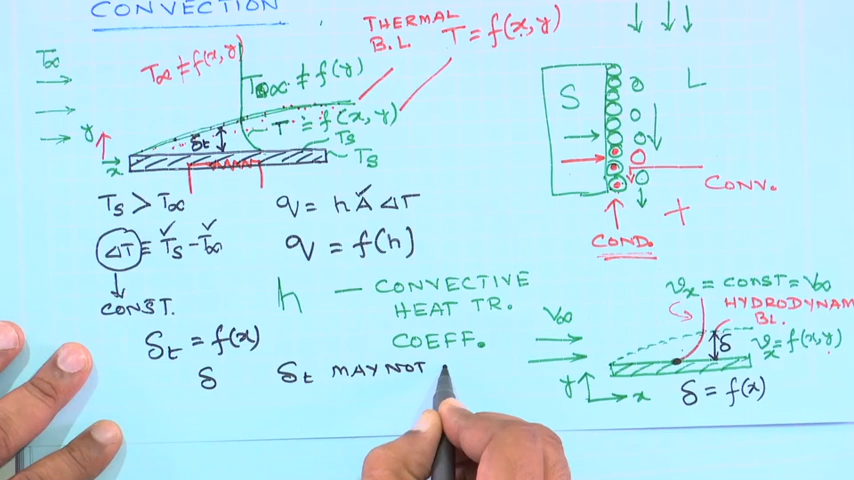 CONVECTION
T∞
T∞ ≠ f(x, y)
T∞ ≠ f(y)
THERMAL
B.L.
T = f(x, y)
T = f(x, y)
y
x
δt
Ts
Ts
S
L
CONV.
COND.
+
Ts > T∞
q = h A ΔT
ΔT = Ts - T∞
q = f(h)
CONST.
h — CONVECTIVE
HEAT TR.
COEFF.
δt = f(x)
δ
δt MAY NOT
V∞
vx = CONST = V∞
HYDRODYNAM
BL.
δ
vx = f(x, y)
y
x
δ = f(x)